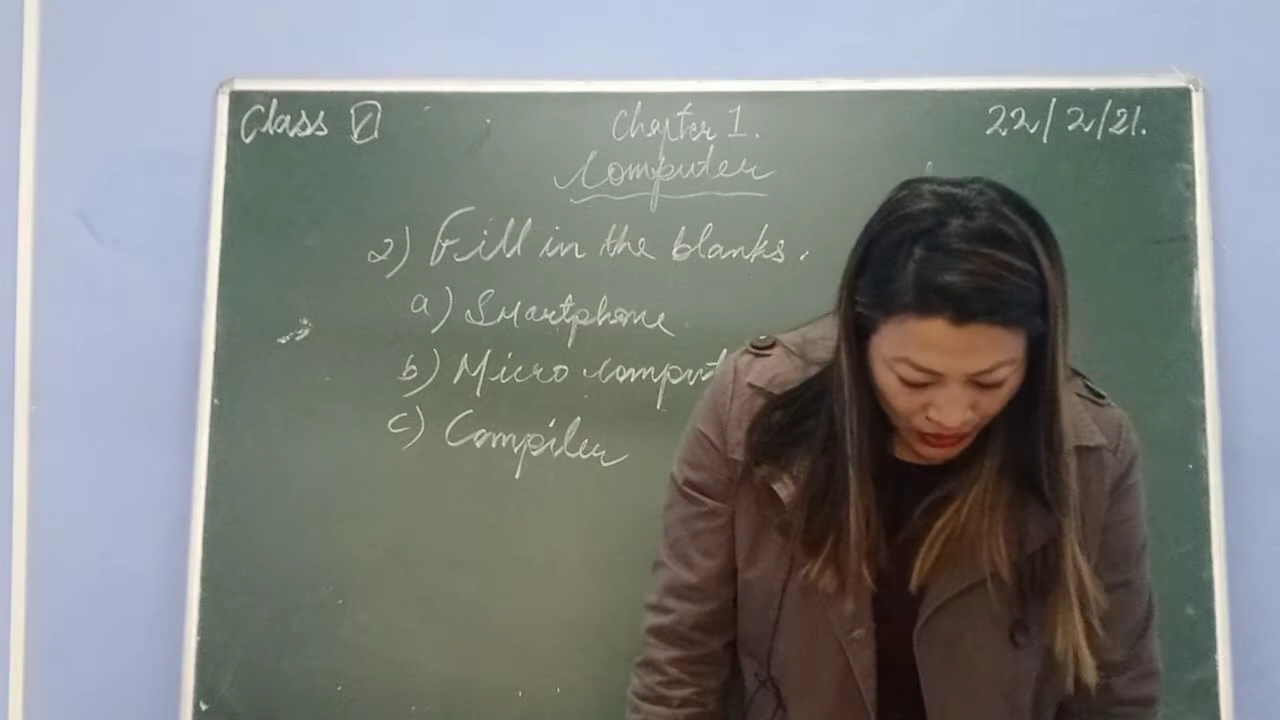 Class V
Chapter 1.
22/2/21.
Computer
2) Fill in the blanks.
a) Smartphone
b) Micro comput
c) Compiler